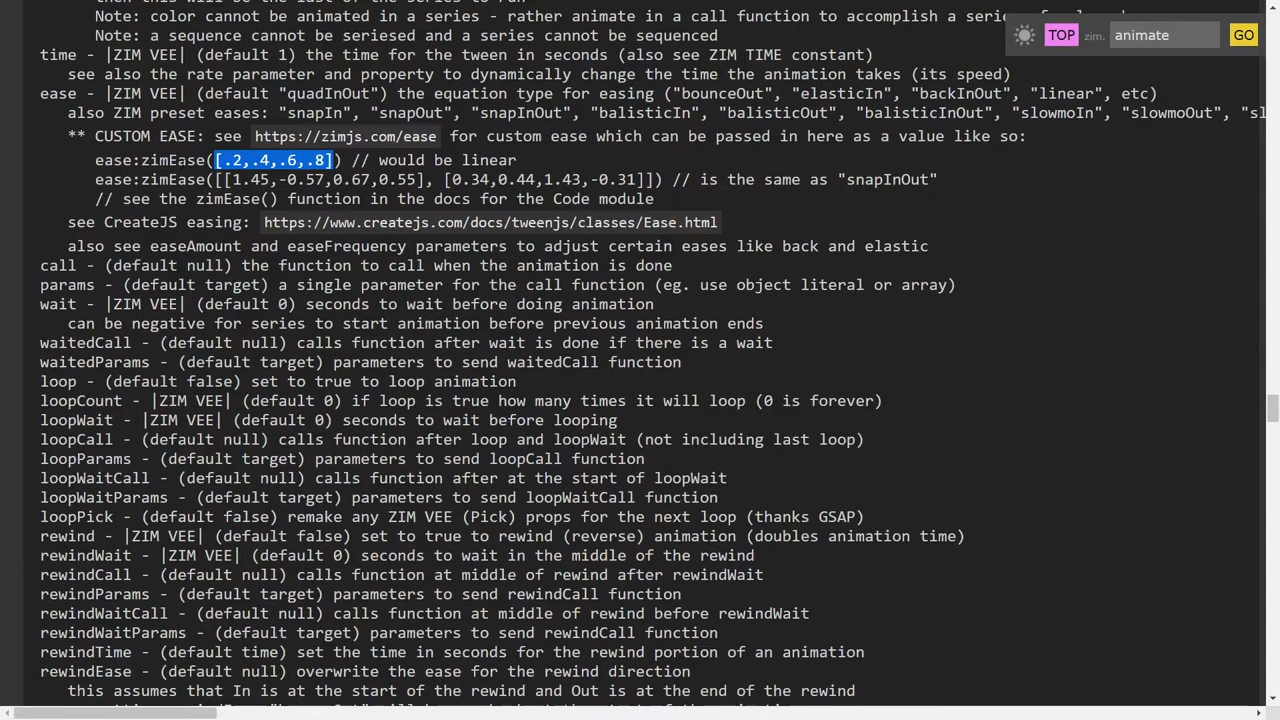 then this will be the last of the series to run
Note: color cannot be animated in a series - rather animate in a call function to accomplish a series
Note: a sequence cannot be seriesed and a series cannot be sequenced
TOP zim. animate GO
time - |ZIM VEE| (default 1) the time for the tween in seconds (also see ZIM TIME constant)
see also the rate parameter and property to dynamically change the time the animation takes (its speed)
ease - |ZIM VEE| (default "quadInOut") the equation type for easing ("bounceOut", "elasticIn", "backInOut", "linear", etc)
also ZIM preset eases: "snapIn", "snapOut", "snapInOut", "balisticIn", "balisticOut", "balisticInOut", "slowmoIn", "slowmoOut", "sl
** CUSTOM EASE: see https://zimjs.com/ease for custom ease which can be passed in here as a value like so:
ease:zimEase([.2,.4,.6,.8]) // would be linear
ease:zimEase([[1.45,-0.57,0.67,0.55], [0.34,0.44,1.43,-0.31]]) // is the same as "snapInOut"
// see the zimEase() function in the docs for the Code module
see CreateJS easing: https://www.createjs.com/docs/tweenjs/classes/Ease.html
also see easeAmount and easeFrequency parameters to adjust certain eases like back and elastic
call - (default null) the function to call when the animation is done
params - (default target) a single parameter for the call function (eg. use object literal or array)
wait - |ZIM VEE| (default 0) seconds to wait before doing animation
can be negative for series to start animation before previous animation ends
waitedCall - (default null) calls function after wait is done if there is a wait
waitedParams - (default target) parameters to send waitedCall function
loop - (default false) set to true to loop animation
loopCount - |ZIM VEE| (default 0) if loop is true how many times it will loop (0 is forever)
loopWait - |ZIM VEE| (default 0) seconds to wait before looping
loopCall - (default null) calls function after loop and loopWait (not including last loop)
loopParams - (default target) parameters to send loopCall function
loopWaitCall - (default null) calls function after at the start of loopWait
loopWaitParams - (default target) parameters to send loopWaitCall function
loopPick - (default false) remake any ZIM VEE (Pick) props for the next loop (thanks GSAP)
rewind - |ZIM VEE| (default false) set to true to rewind (reverse) animation (doubles animation time)
rewindWait - |ZIM VEE| (default 0) seconds to wait in the middle of the rewind
rewindCall - (default null) calls function at middle of rewind after rewindWait
rewindParams - (default target) parameters to send rewindCall function
rewindWaitCall - (default null) calls function at middle of rewind before rewindWait
rewindWaitParams - (default target) parameters to send rewindCall function
rewindTime - (default time) set the time in seconds for the rewind portion of an animation
rewindEase - (default null) overwrite the ease for the rewind direction
this assumes that In is at the start of the rewind and Out is at the end of the rewind